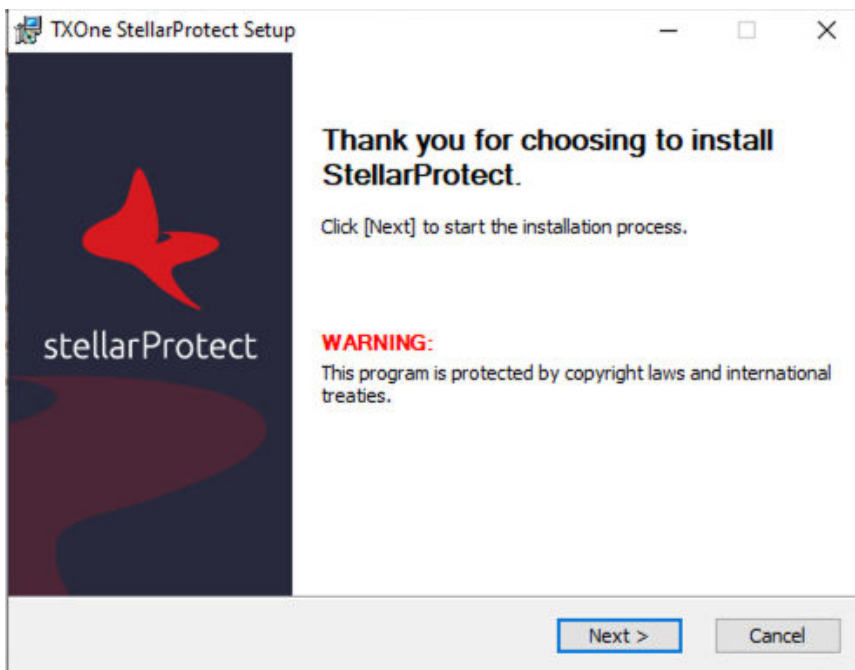 TXOne StellarProtect Setup
Thank you for choosing to install
StellarProtect.
Click [Next] to start the installation process.
stellarProtect
WARNING:
This program is protected by copyright laws and international
treaties.
Next >
Cancel